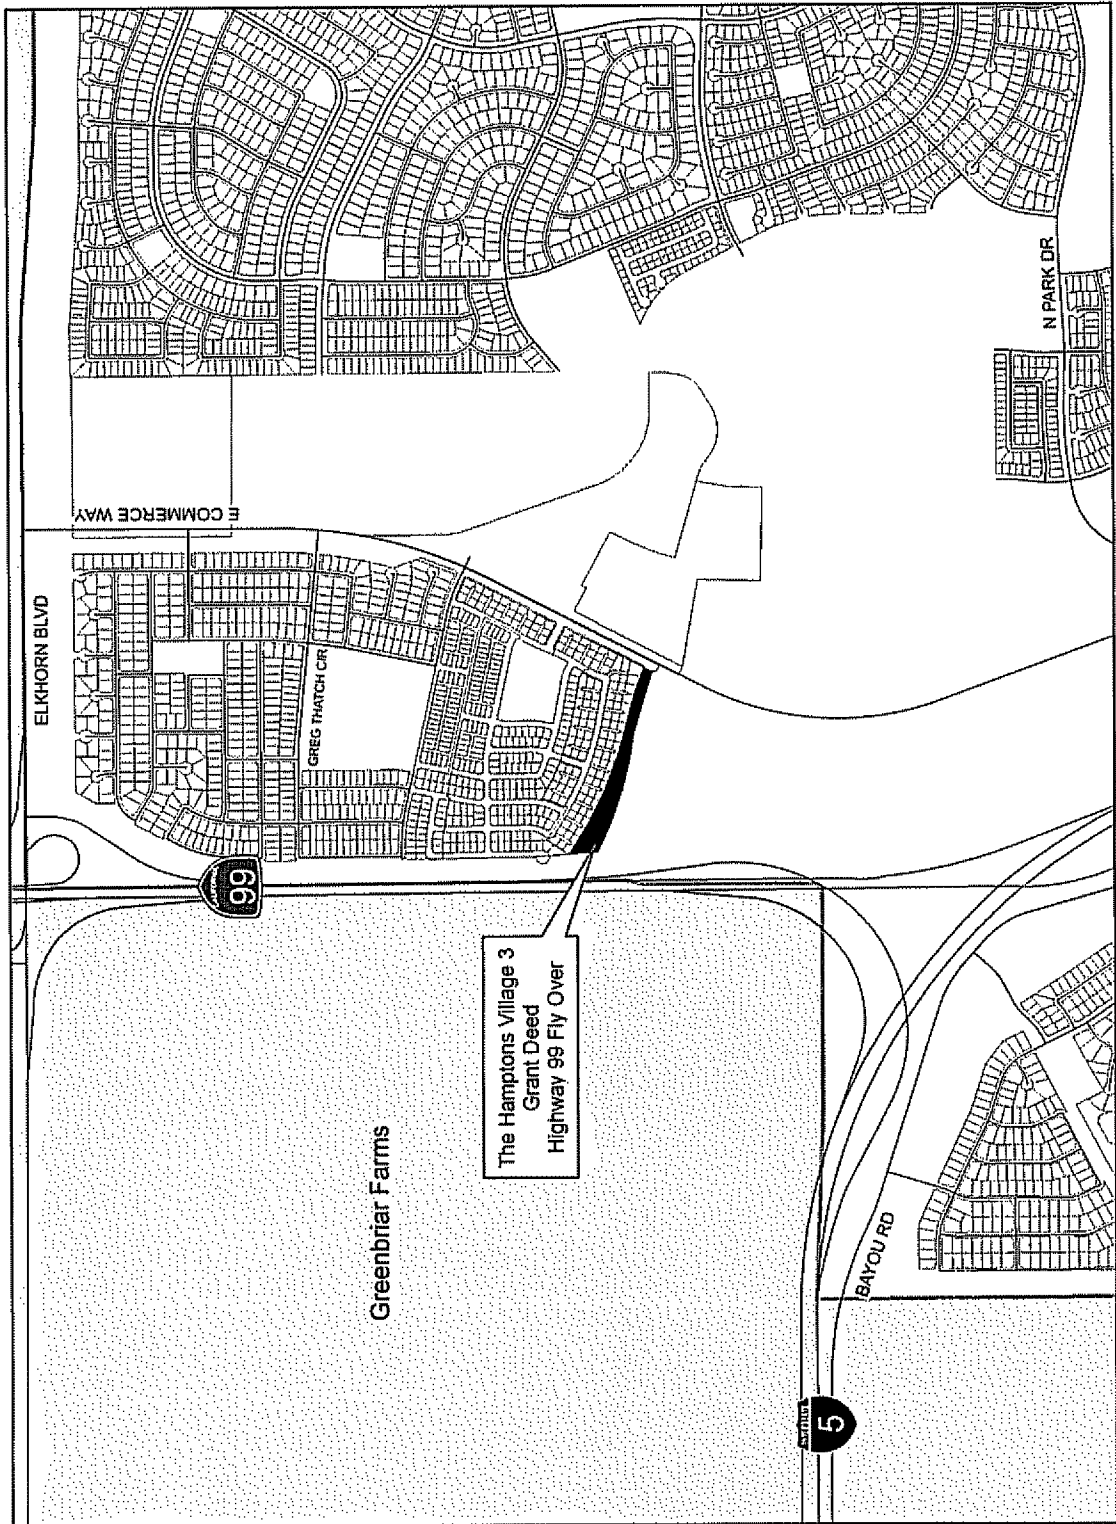 ELKHORN BLVD
E COMMERCE WAY
GREG THATCH CIR
99
N PARK DR
The Hamptons Village 3
Grant Deed
Highway 99 Fly Over
Greenbriar Farms
BAYOU RD
5